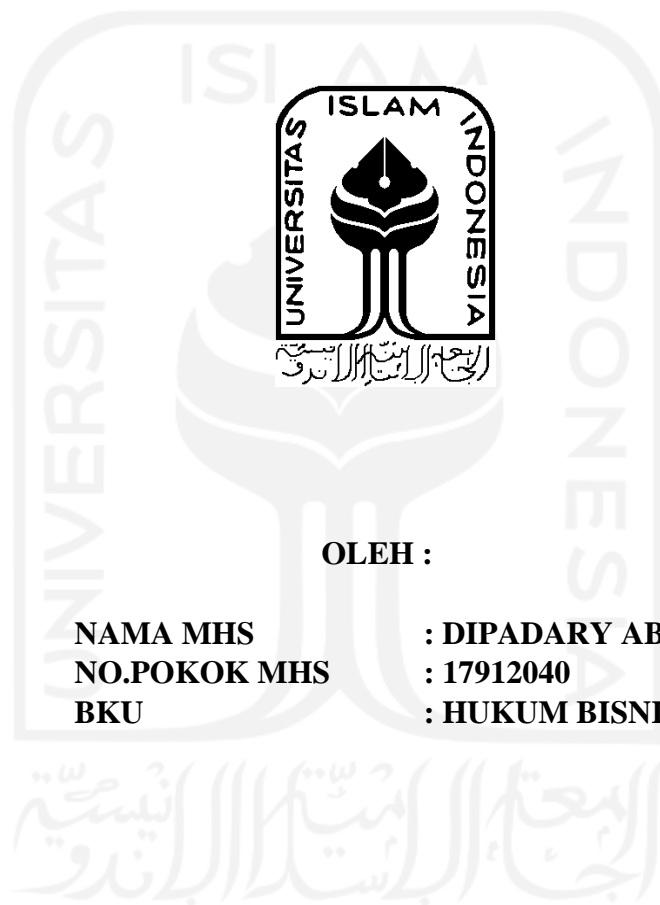 UNIVERSITAS ISLAM INDONESIA
OLEH :
NAMA MHS : DIPADARY AB
NO.POKOK MHS : 17912040
BKU : HUKUM BISN